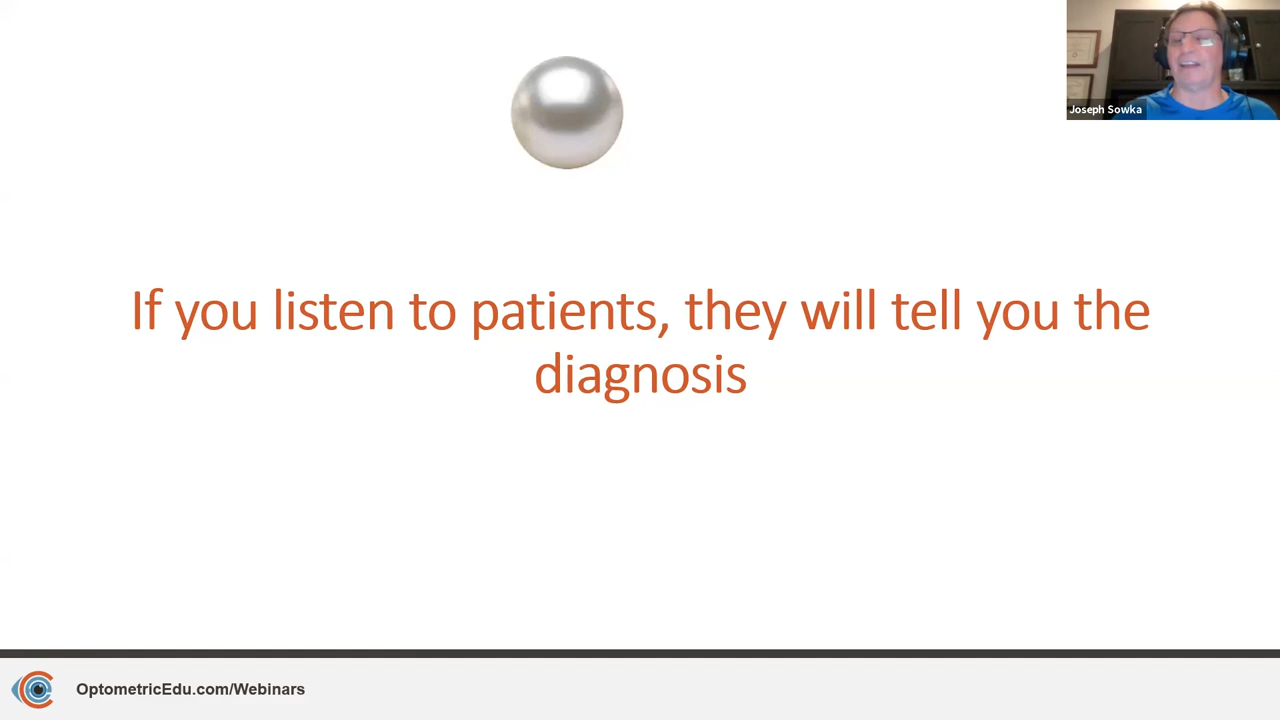 Joseph Sowka
If you listen to patients, they will tell you the
diagnosis
OptometricEdu.com/Webinars